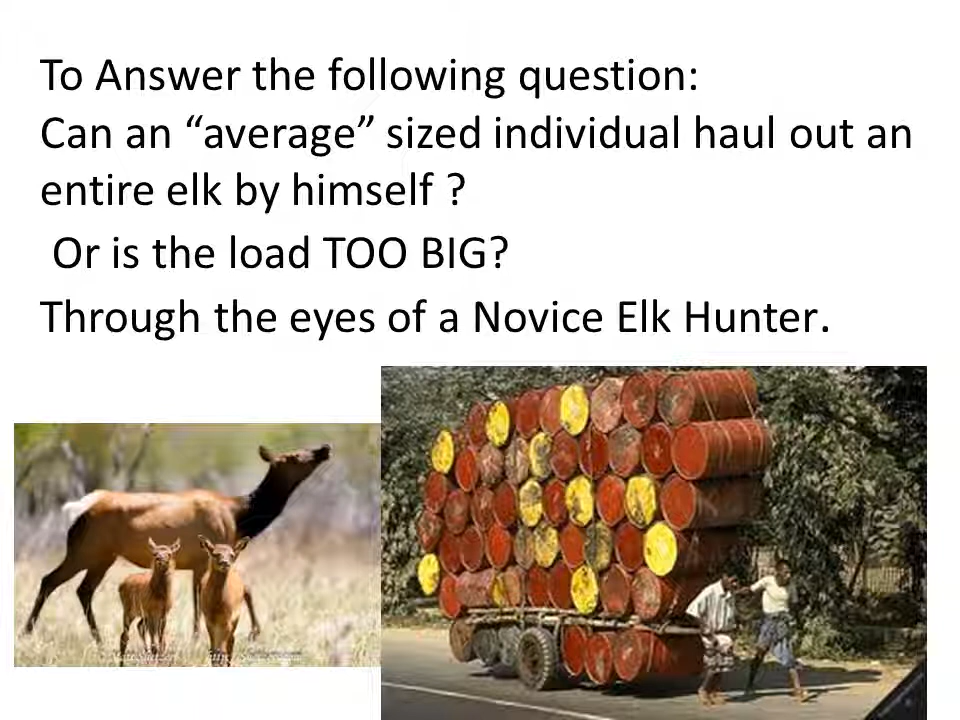 To Answer the following question:
Can an “average” sized individual haul out an
entire elk by himself ?
Or is the load TOO BIG?
Through the eyes of a Novice Elk Hunter.